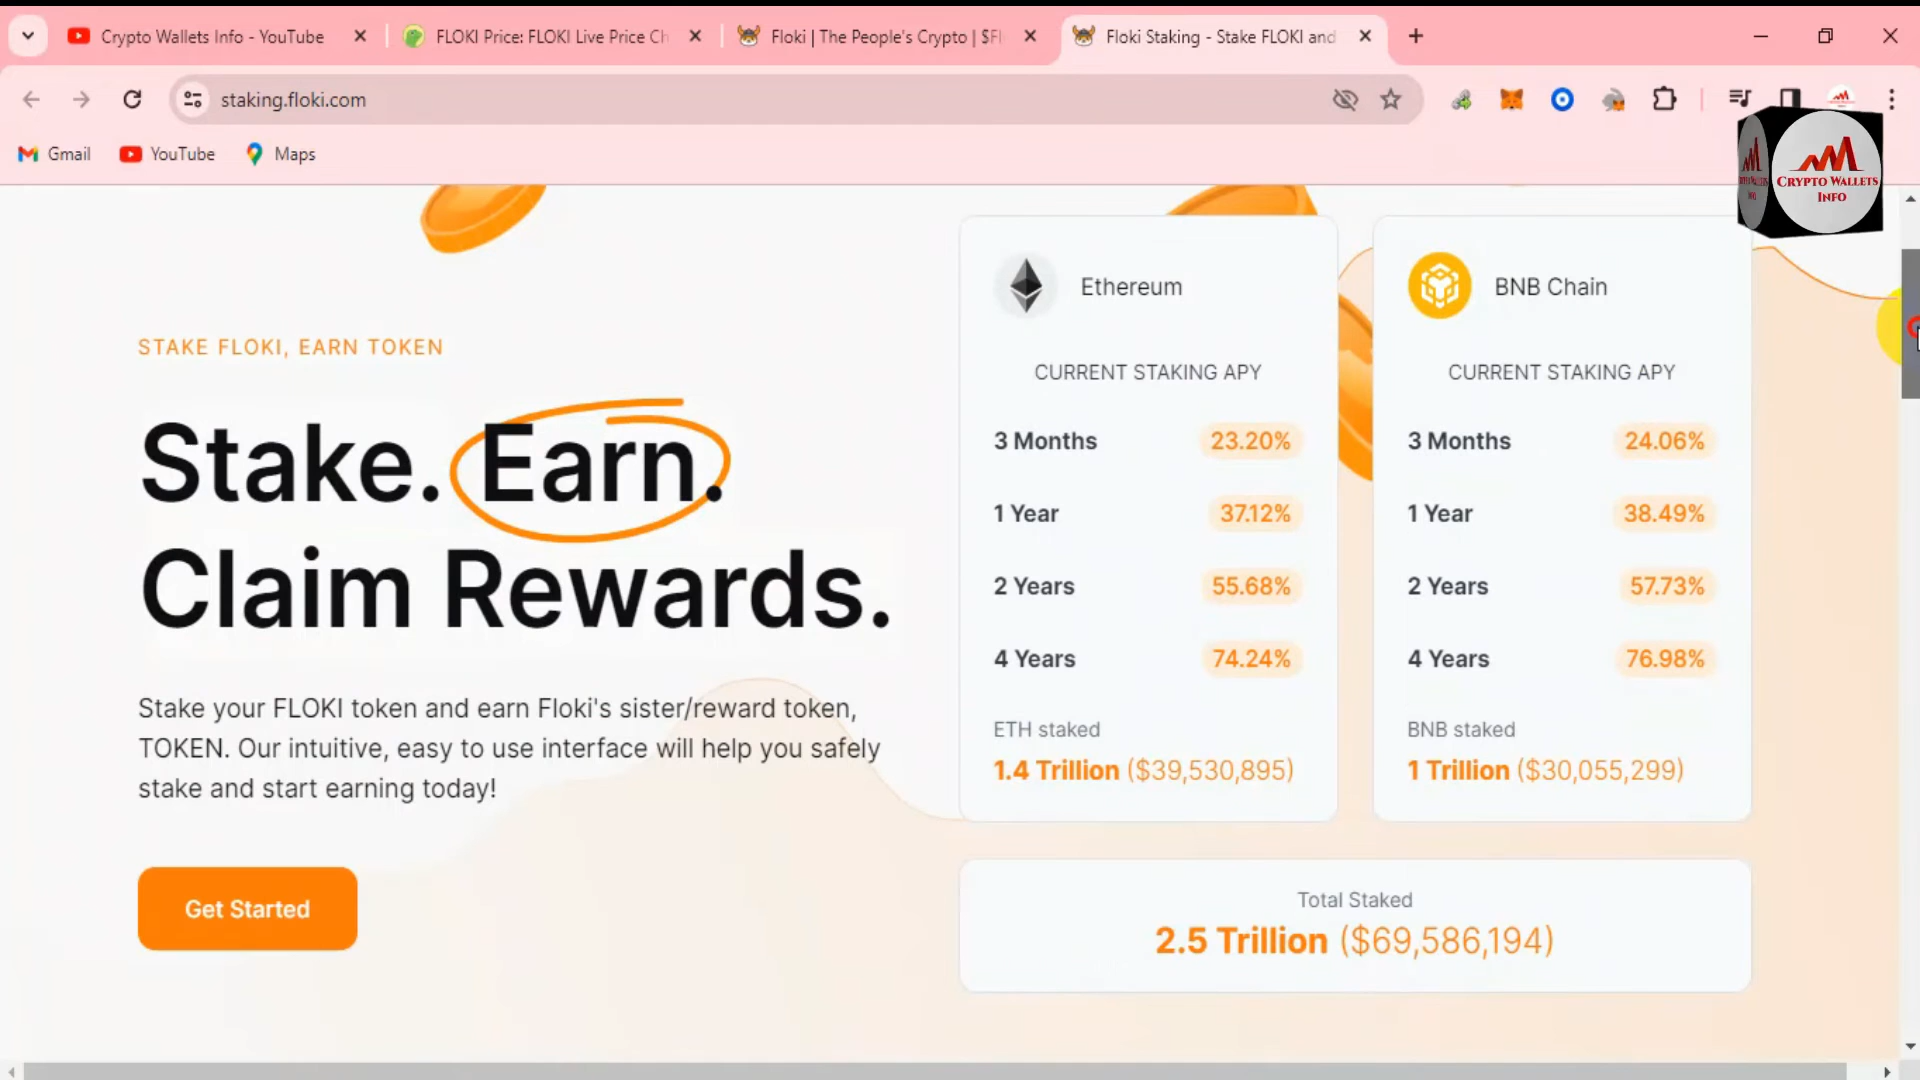 Crypto Wallets Info - YouTube
FLOKI Price: FLOKI Live Price Ch
Floki | The People's Crypto | $Fl
Floki Staking - Stake FLOKI and
staking.floki.com
Gmail
YouTube
Maps
CRYPTO WALLETS
INFO
STAKE FLOKI, EARN TOKEN
Stake. Earn.
Claim Rewards.
Stake your FLOKI token and earn Floki's sister/reward token,
TOKEN. Our intuitive, easy to use interface will help you safely
stake and start earning today!
Get Started
Ethereum
CURRENT STAKING APY
3 Months 23.20%
1 Year 37.12%
2 Years 55.68%
4 Years 74.24%
ETH staked
1.4 Trillion ($39,530,895)
BNB Chain
CURRENT STAKING APY
3 Months 24.06%
1 Year 38.49%
2 Years 57.73%
4 Years 76.98%
BNB staked
1 Trillion ($30,055,299)
Total Staked
2.5 Trillion ($69,586,194)